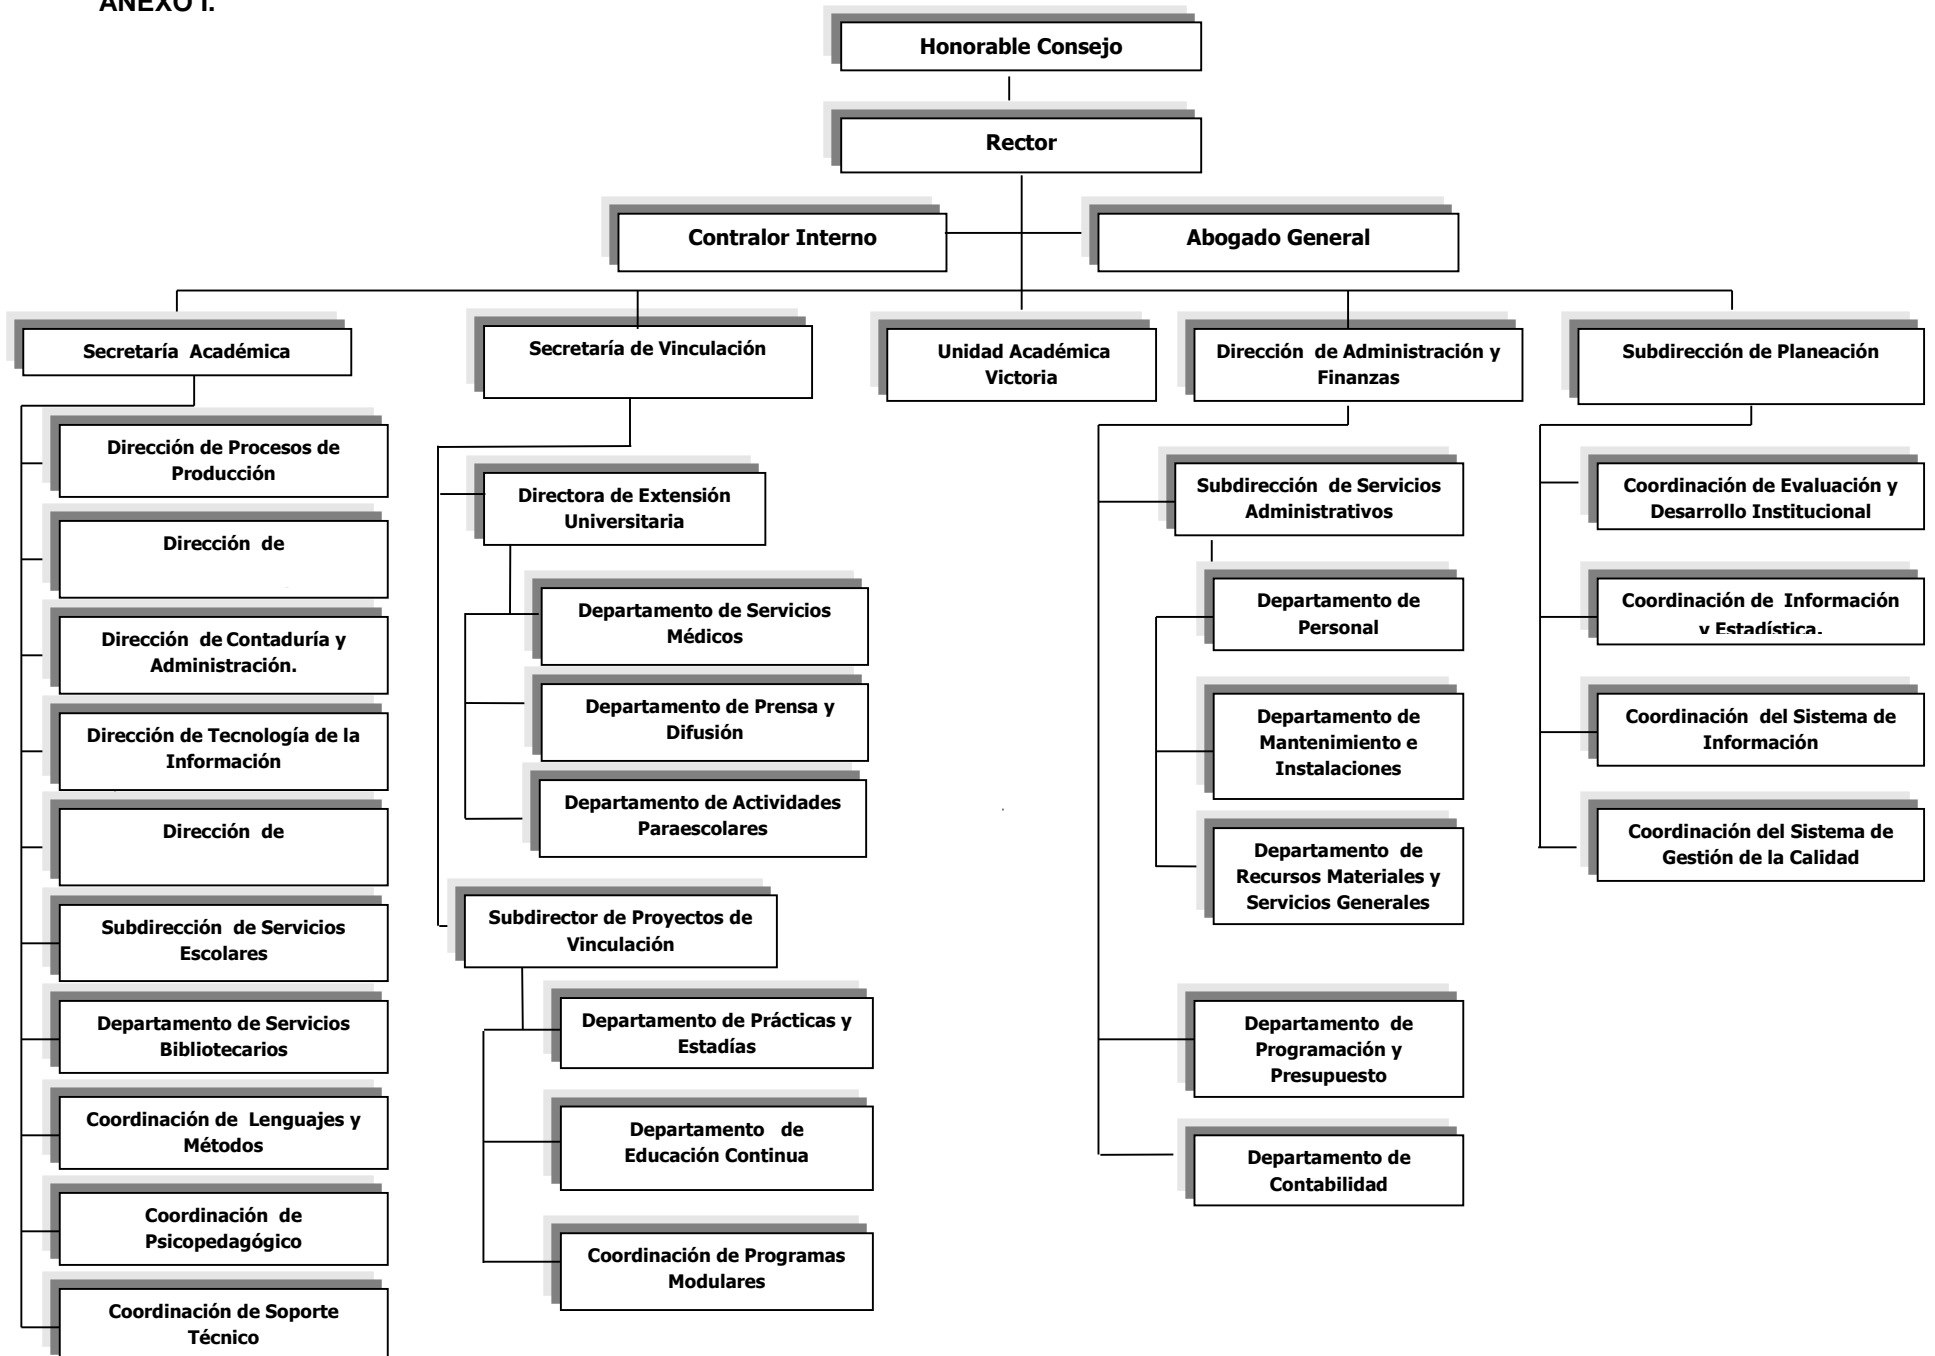 ANEXO I.
Honorable Consejo
Rector
Contralor Interno
Abogado General
Secretaría Académica
Secretaría de Vinculación
Unidad Académica
Victoria
Dirección de Administración y
Finanzas
Subdirección de Planeación
Dirección de Procesos de
Producción
Dirección de
Dirección de Contaduría y
Administración.
Dirección de Tecnología de la
Información
Dirección de
Subdirección de Servicios
Escolares
Departamento de Servicios
Bibliotecarios
Coordinación de Lenguajes y
Métodos
Coordinación de
Psicopedagógico
Coordinación de Soporte
Técnico
Directora de Extensión
Universitaria
Departamento de Servicios
Médicos
Departamento de Prensa y
Difusión
Departamento de Actividades
Paraescolares
Subdirector de Proyectos de
Vinculación
Departamento de Prácticas y
Estadías
Departamento de
Educación Continua
Coordinación de Programas
Modulares
Subdirección de Servicios
Administrativos
Departamento de
Personal
Departamento de
Mantenimiento e
Instalaciones
Departamento de
Recursos Materiales y
Servicios Generales
Departamento de
Programación y
Presupuesto
Departamento de
Contabilidad
Coordinación de Evaluación y
Desarrollo Institucional
Coordinación de Información
y Estadística.
Coordinación del Sistema de
Información
Coordinación del Sistema de
Gestión de la Calidad